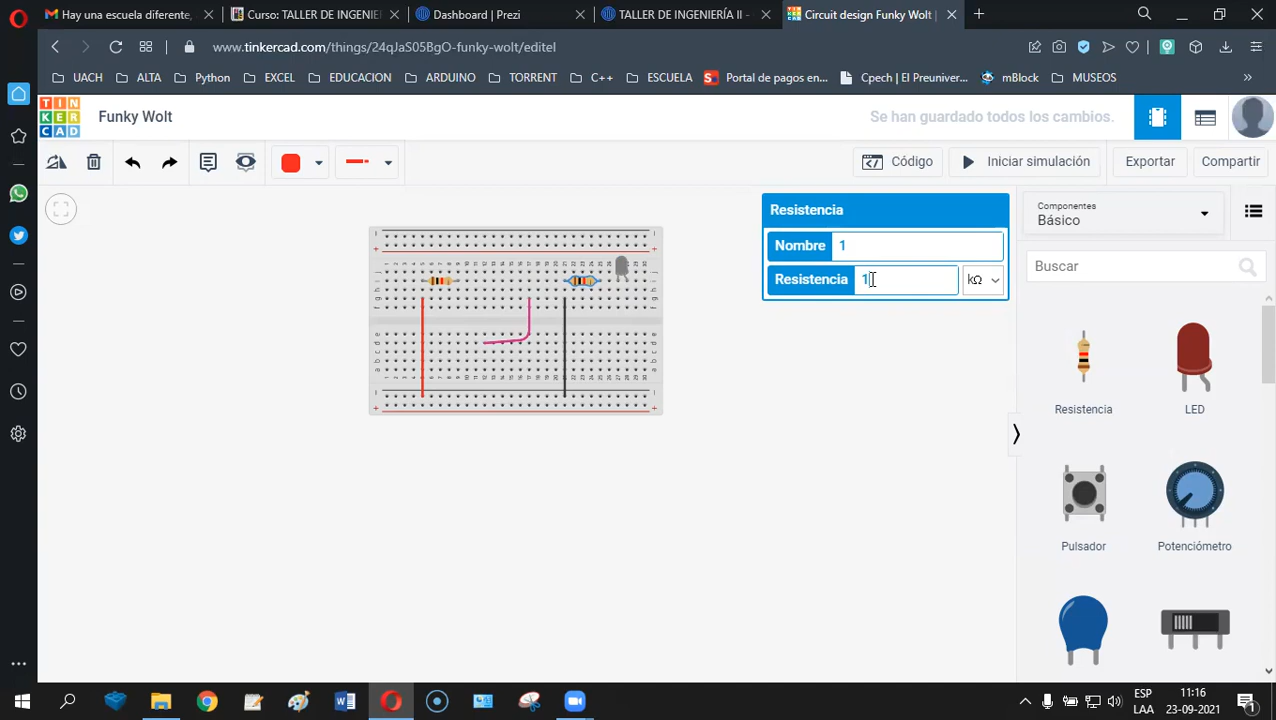 Hay una escuela diferente,
Curso: TALLER DE INGENIE
Dashboard | Prezi
TALLER DE INGENIERÍA II -
Circuit design Funky Wolt |
www.tinkercad.com/things/24qJaS05BgO-funky-wolt/editel
UACH
ALTA
Python
EXCEL
EDUCACION
ARDUINO
TORRENT
C++
ESCUELA
Portal de pagos en...
Cpech | El Preuniver...
mBlock
MUSEOS
TIN
KER
CAD
Funky Wolt
Se han guardado todos los cambios.
Código
Iniciar simulación
Exportar
Compartir
Resistencia
Nombre 1
Resistencia 1 kΩ
Componentes
Básico
Buscar
Resistencia
LED
Pulsador
Potenciómetro
ESP
LAA
11:16
23-09-2021
1